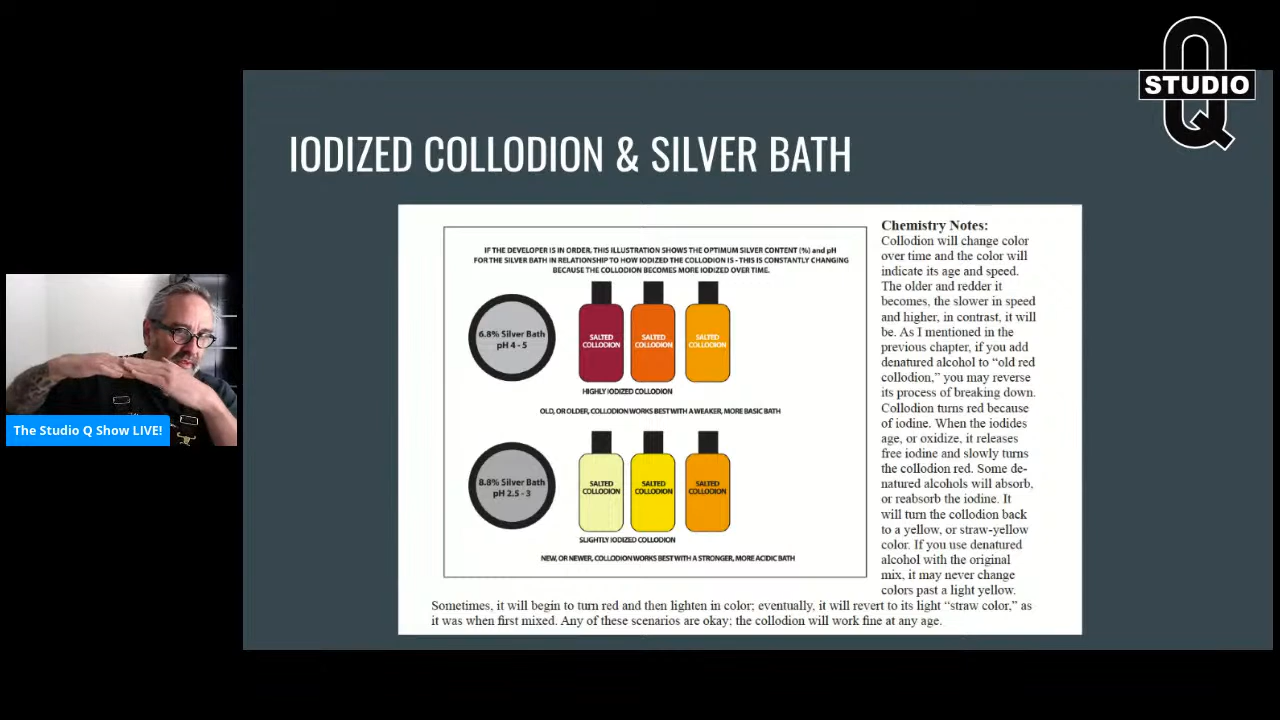 STUDIO
Q
IODIZED COLLODION & SILVER BATH
IF THE DEVELOPER IS IN ORDER. THIS ILLUSTRATION SHOWS THE OPTIMUM SILVER CONTENT (%) and pH
FOR THE SILVER BATH IN RELATIONSHIP TO HOW IODIZED THE COLLODION IS - THIS IS CONSTANTLY CHANGING
BECAUSE THE COLLODION BECOMES MORE IODIZED OVER TIME.
6.8% Silver Bath
pH 4 - 5
SALTED
COLLODION
SALTED
COLLODION
SALTED
COLLODION
HIGHLY IODIZED COLLODION
OLD, OR OLDER, COLLODION WORKS BEST WITH A WEAKER, MORE BASIC BATH
8.8% Silver Bath
pH 2.5 - 3
SALTED
COLLODION
SALTED
COLLODION
SALTED
COLLODION
SLIGHTLY IODIZED COLLODION
NEW, OR NEWER, COLLODION WORKS BEST WITH A STRONGER, MORE ACIDIC BATH
Chemistry Notes:
Collodion will change color
over time and the color will
indicate its age and speed.
The older and redder it
becomes, the slower in speed
and higher, in contrast, it will
be. As I mentioned in the
previous chapter, if you add
denatured alcohol to “old red
collodion,” you may reverse
its process of breaking down.
Collodion turns red because
of iodine. When the iodides
age, or oxidize, it releases
free iodine and slowly turns
the collodion red. Some de-
natured alcohols will absorb,
or reabsorb the iodine. It
will turn the collodion back
to a yellow, or straw-yellow
color. If you use denatured
alcohol with the original
mix, it may never change
colors past a light yellow.
Sometimes, it will begin to turn red and then lighten in color; eventually, it will revert to its light “straw color,” as
it was when first mixed. Any of these scenarios are okay; the collodion will work fine at any age.
The Studio Q Show LIVE!